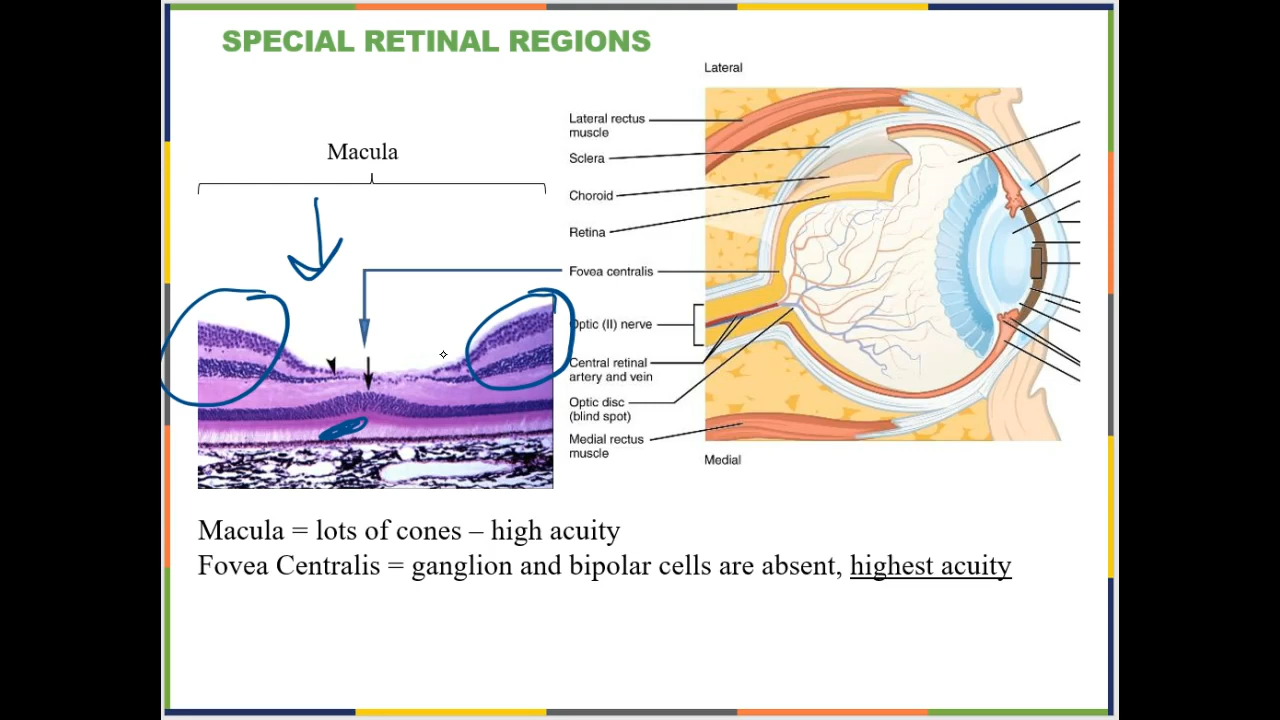 SPECIAL RETINAL REGIONS
Lateral
Macula
Lateral rectus
muscle
Sclera
Choroid
Retina
Fovea centralis
Optic (II) nerve
Central retinal
artery and vein
Optic disc
(blind spot)
Medial rectus
muscle
Medial
Macula = lots of cones – high acuity
Fovea Centralis = ganglion and bipolar cells are absent, highest acuity